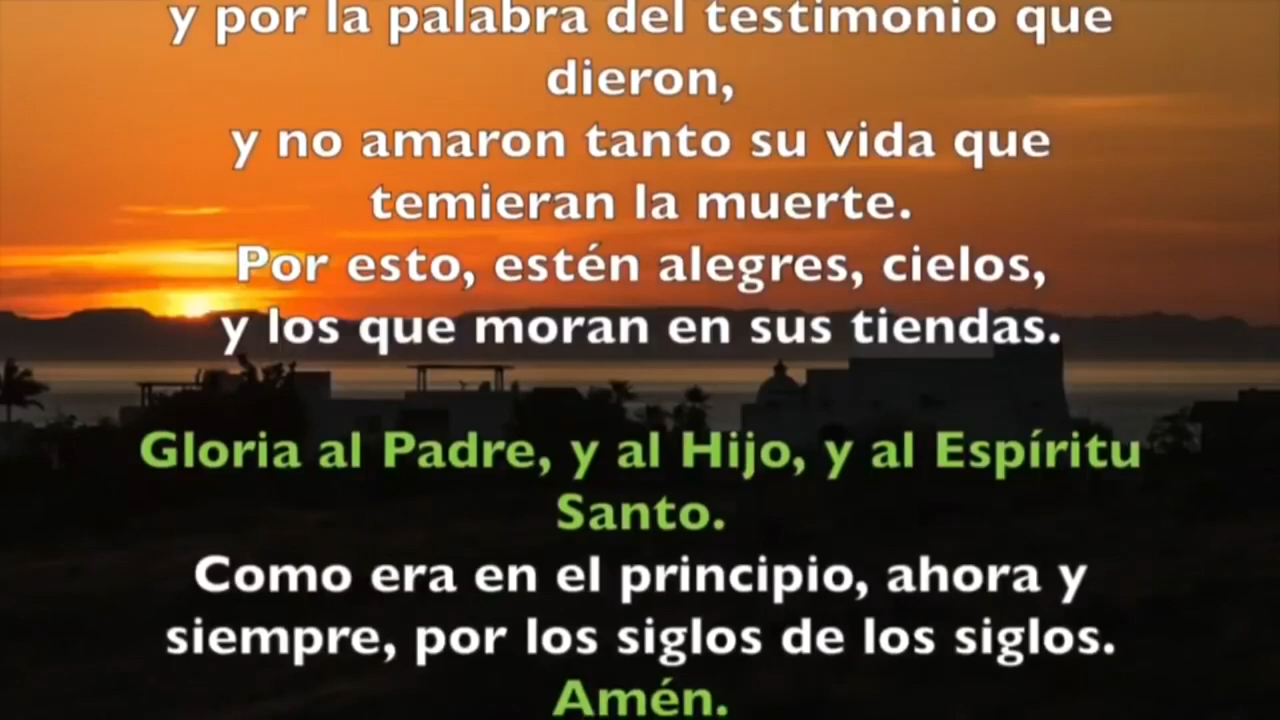 y por la palabra del testimonio que
dieron,
y no amaron tanto su vida que
temieran la muerte.
Por esto, estén alegres, cielos,
y los que moran en sus tiendas.
Gloria al Padre, y al Hijo, y al Espíritu
Santo.
Como era en el principio, ahora y
siempre, por los siglos de los siglos.
Amén.